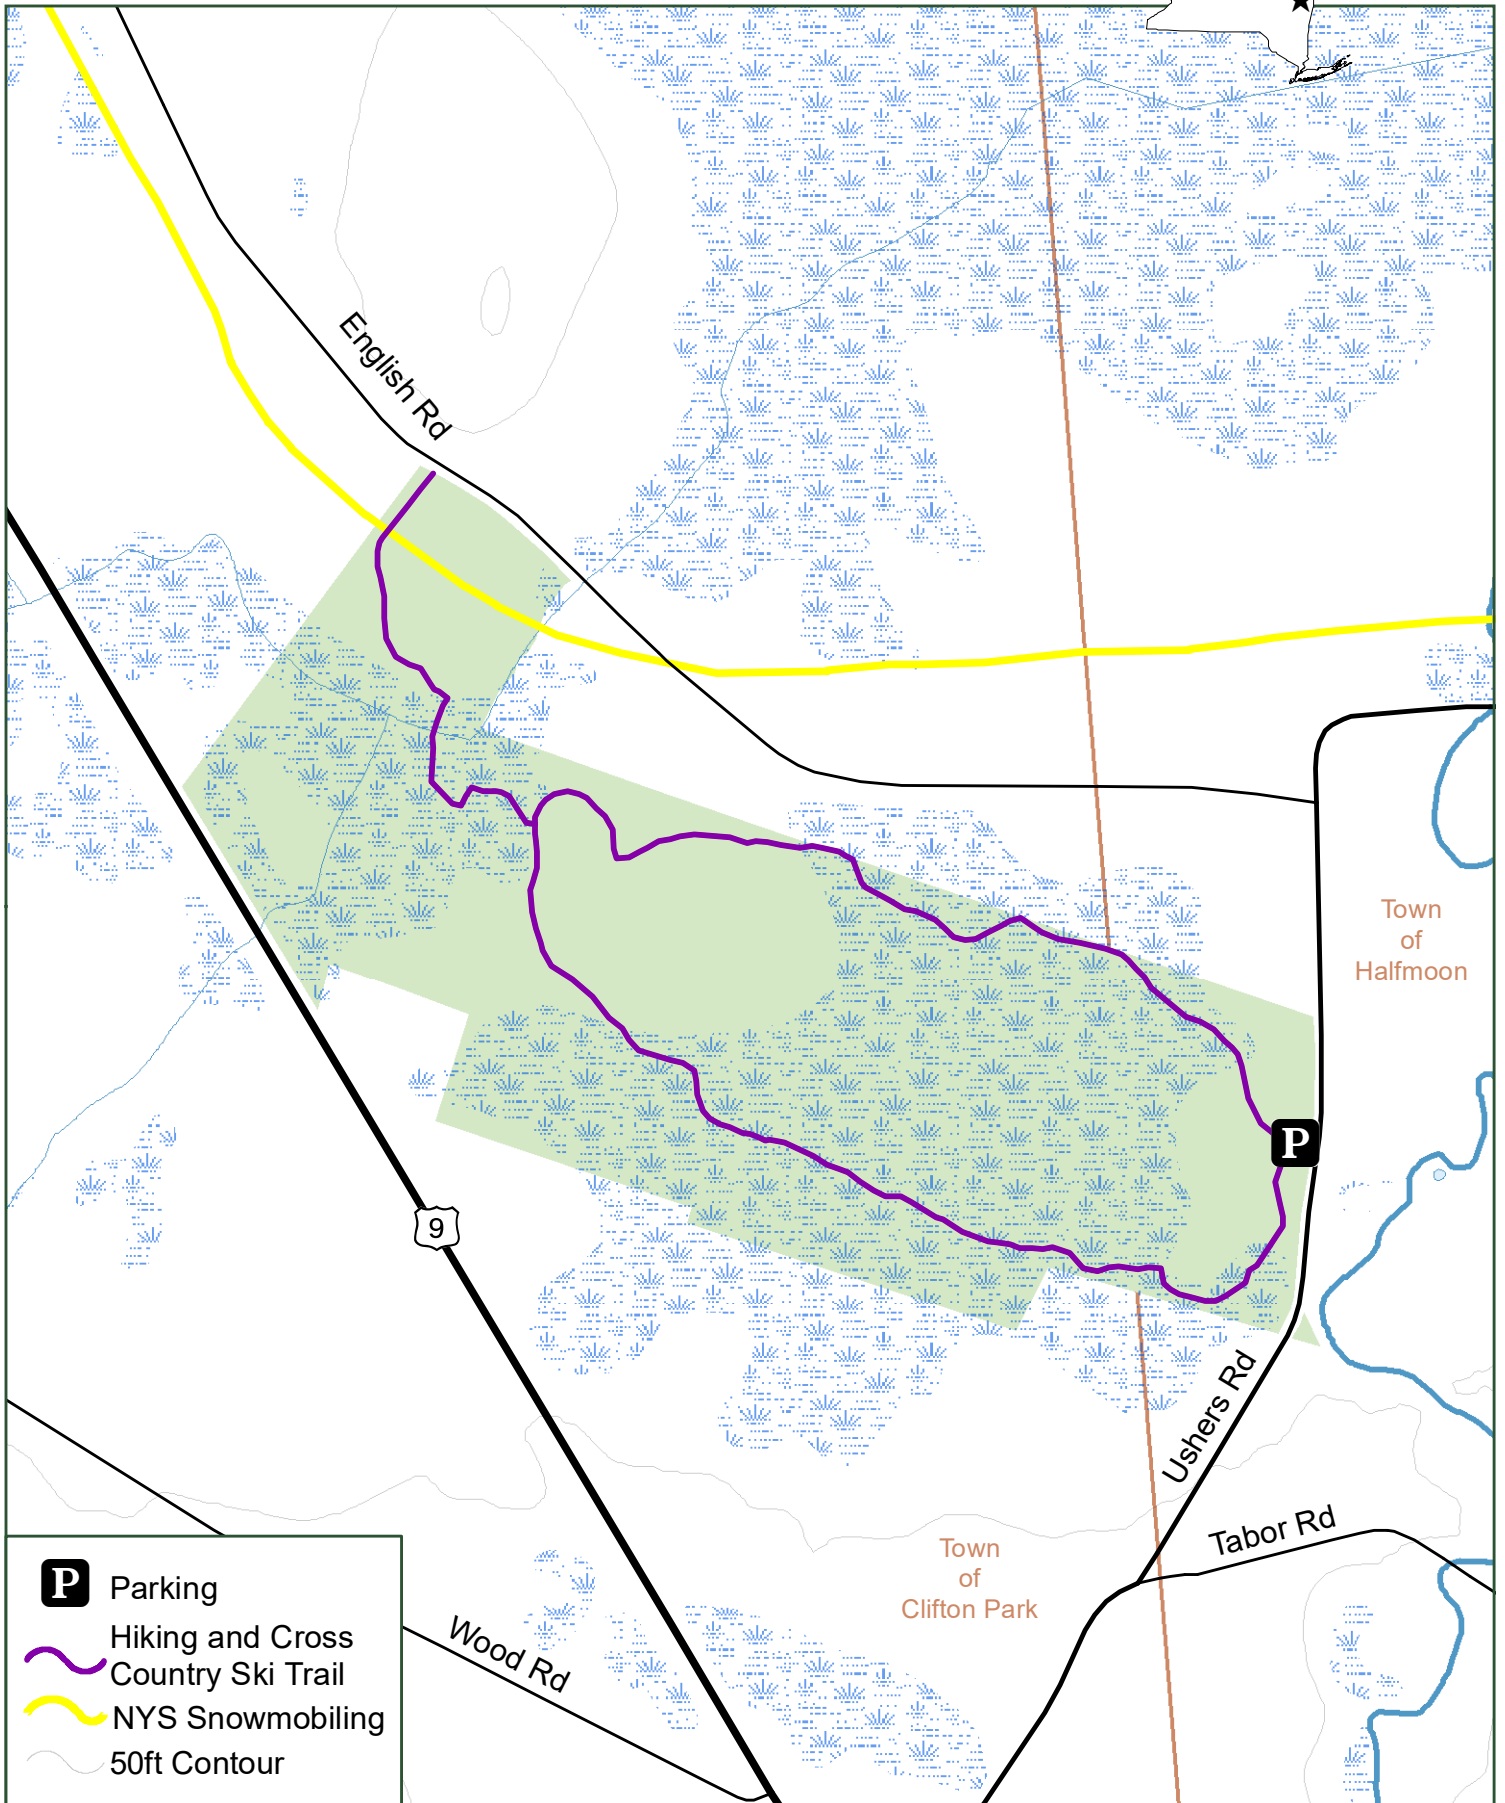 English Rd
Town
of
Halfmoon
P
9
Ushers Rd
Tabor Rd
Town
of
Clifton Park
Wood Rd
P Parking
Hiking and Cross
Country Ski Trail
NYS Snowmobiling
50ft Contour